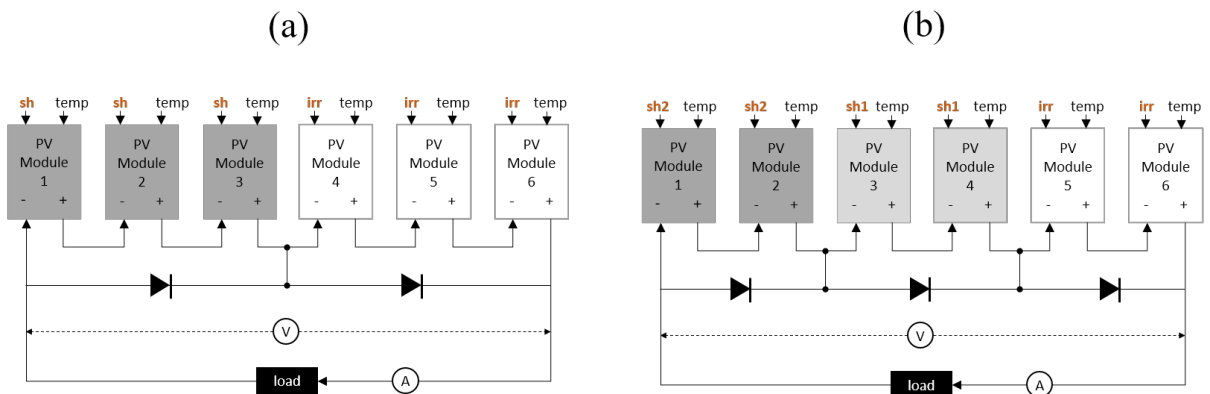 (a)
(b)
sh temp sh temp sh temp irr temp irr temp irr temp
PV PV PV PV PV PV
Module Module Module Module Module Module
1 2 3 4 5 6
- + - + - + - + - + - +
V
load
A
sh2 temp sh2 temp sh1 temp sh1 temp irr temp irr temp
PV PV PV PV PV PV
Module Module Module Module Module Module
1 2 3 4 5 6
- + - + - + - + - + - +
V
load
A